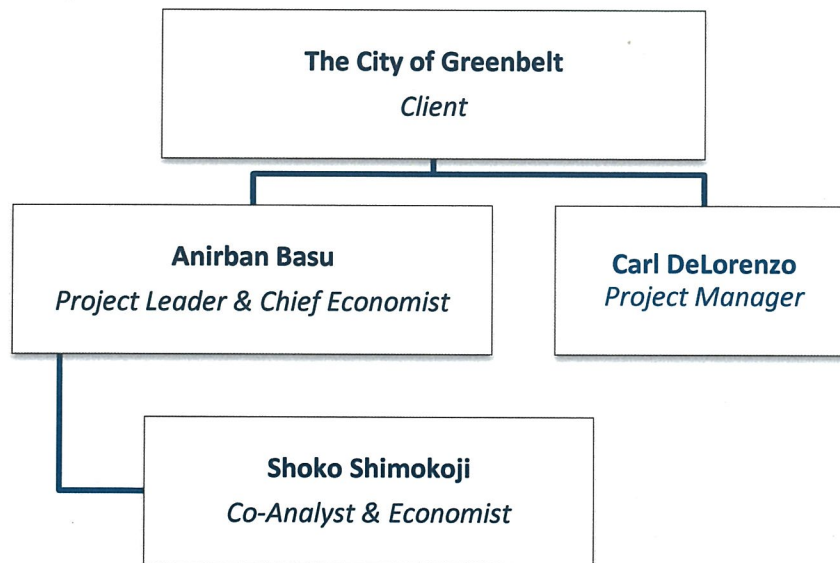 The City of Greenbelt
Client
Anirban Basu
Project Leader & Chief Economist
Carl DeLorenzo
Project Manager
Shoko Shimokoji
Co-Analyst & Economist